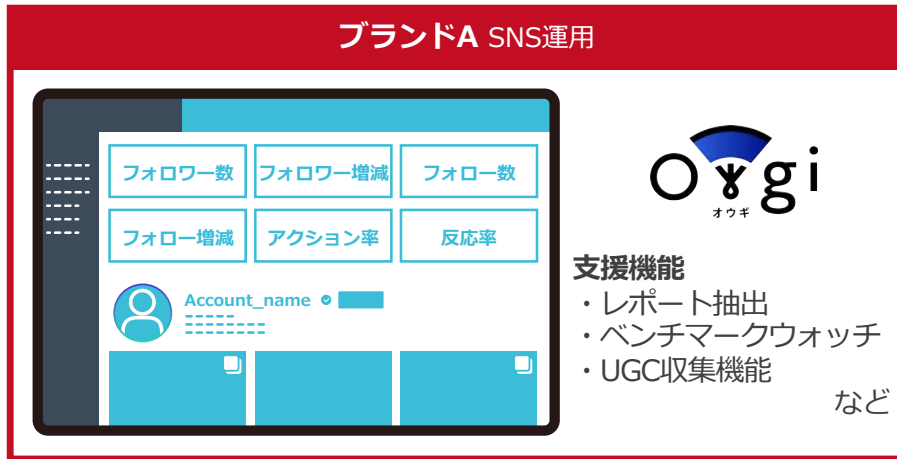 ブランドA SNS運用
フォロワー数
フォロワー増減
フォロー数
フォロー増減
アクション率
反応率
Account_name
Ougi
オウギ
支援機能
・レポート抽出
・ベンチマークウォッチ
・UGC収集機能
など